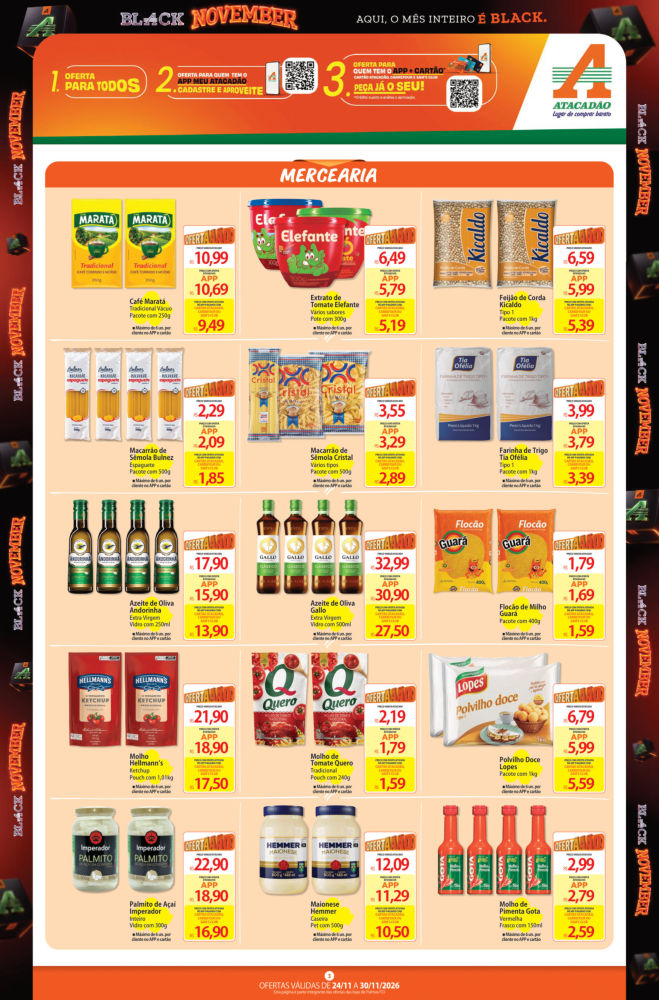 BLACK NOVEMBER
AQUI, O MÊS INTEIRO É BLACK.
1. OFERTA
PARA TODOS
2. OFERTA PARA QUEM TEM O
APP MEU ATACADÃO
CADASTRE E APROVEITE
3. OFERTA PARA
QUEM TEM O APP + CARTÃO*
CARTÃO ATACADÃO, CARREFOUR OU SAM'S CLUB
PEÇA JÁ O SEU!
ATACADÃO
Lugar de comprar barato
MERCEARIA
10,99
APP
10,69
9,49
Café Maratá
Tradicional Vácuo
Pacote com 250g
■ Máximo de 6 un. por
cliente no APP e cartão
6,49
APP
5,79
5,19
Extrato de
Tomate Elefante
Vários sabores
Pote com 300g
■ Máximo de 6 un. por
cliente no APP e cartão
6,59
APP
5,99
5,39
Feijão de Corda
Kicaldo
Tipo 1
Pacote com 1kg
■ Máximo de 6 un. por
cliente no APP e cartão
2,29
APP
2,09
1,85
Macarrão de
Sêmola Bulnez
Espaguete
Pacote com 500g
■ Máximo de 6 un. por
cliente no APP e cartão
3,55
APP
3,29
2,89
Macarrão de
Sêmola Cristal
Vários tipos
Pacote com 500g
■ Máximo de 6 un. por
cliente no APP e cartão
3,99
APP
3,79
3,39
Farinha de Trigo
Tia Ofélia
Tipo 1
Pacote com 1kg
■ Máximo de 6 un. por
cliente no APP e cartão
17,90
APP
15,90
13,90
Azeite de Oliva
Andorinha
Extra Virgem
Vidro com 250ml
■ Máximo de 6 un. por
cliente no APP e cartão
32,99
APP
30,90
27,50
Azeite de Oliva
Gallo
Extra Virgem
Vidro com 500ml
■ Máximo de 6 un. por
cliente no APP e cartão
1,79
APP
1,69
1,59
Flocão de Milho
Guará
Pacote com 400g
■ Máximo de 6 un. por
cliente no APP e cartão
21,90
APP
18,90
17,50
Molho
Hellmann's
Ketchup
Pouch com 1,01kg
■ Máximo de 6 un. por
cliente no APP e cartão
2,19
APP
1,79
1,59
Molho de
Tomate Quero
Tradicional
Pouch com 240g
■ Máximo de 6 un. por
cliente no APP e cartão
6,79
APP
5,99
5,59
Polvilho Doce
Lopes
Pacote com 1kg
■ Máximo de 6 un. por
cliente no APP e cartão
22,90
APP
18,90
16,90
Palmito de Açaí
Imperador
Inteiro
Vidro com 300g
■ Máximo de 6 un. por
cliente no APP e cartão
12,09
APP
11,29
10,50
Maionese
Hemmer
Caseira
Pet com 500g
■ Máximo de 6 un. por
cliente no APP e cartão
2,99
APP
2,79
2,59
Molho de
Pimenta Gota
Vermelha
Frasco com 150ml
■ Máximo de 6 un. por
cliente no APP e cartão
3
OFERTAS VÁLIDAS DE 24/11 A 30/11/2026